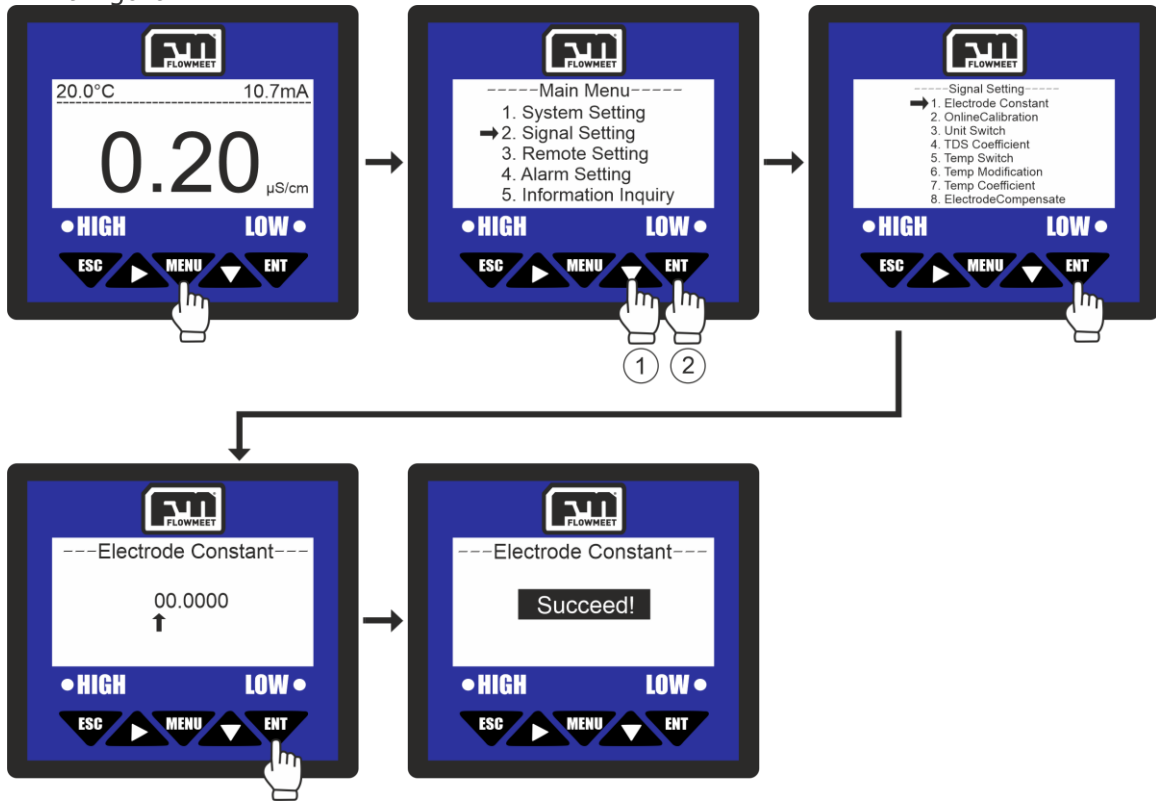 FLOWMEET
20.0°C 10.7mA
0.20 µS/cm
HIGH LOW
ESC MENU ENT
FLOWMEET
-----Main Menu-----
1. System Setting
2. Signal Setting
3. Remote Setting
4. Alarm Setting
5. Information Inquiry
HIGH LOW
ESC MENU ENT
1 2
FLOWMEET
-----Signal Setting-----
1. Electrode Constant
2. OnlineCalibration
3. Unit Switch
4. TDS Coefficient
5. Temp Switch
6. Temp Modification
7. Temp Coefficient
8. ElectrodeCompensate
HIGH LOW
ESC MENU ENT
FLOWMEET
---Electrode Constant---
00.0000
HIGH LOW
ESC MENU ENT
FLOWMEET
---Electrode Constant---
Succeed!
HIGH LOW
ESC MENU ENT